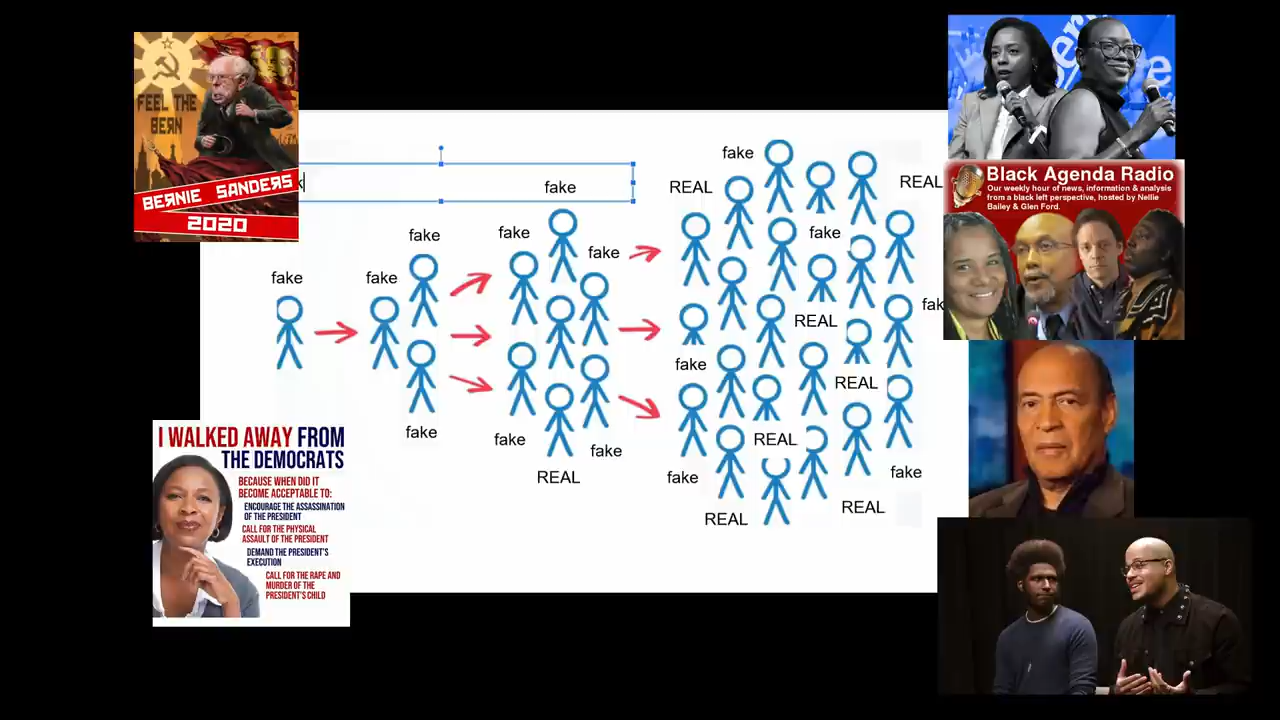 FEEL THE
BERN
BERNIE SANDERS
2020
I WALKED AWAY FROM
THE DEMOCRATS
BECAUSE WHEN DID IT
BECOME ACCEPTABLE TO:
ENCOURAGE THE ASSASSINATION
OF THE PRESIDENT
CALL FOR THE PHYSICAL
ASSAULT OF THE PRESIDENT
DEMAND THE PRESIDENT'S
EXECUTION
CALL FOR THE RAPE AND
MURDER OF THE
PRESIDENT'S CHILD
k
fake
fake
fake
fake
fake
fake
fake
fake
fake
REAL
fake
REAL
REAL
fake
fak
REAL
fake
REAL
REAL
fake
fake
REAL
REAL
Black Agenda Radio
Our weekly hour of news, information & analysis
from a black left perspective, hosted by Nellie
Bailey & Glen Ford.